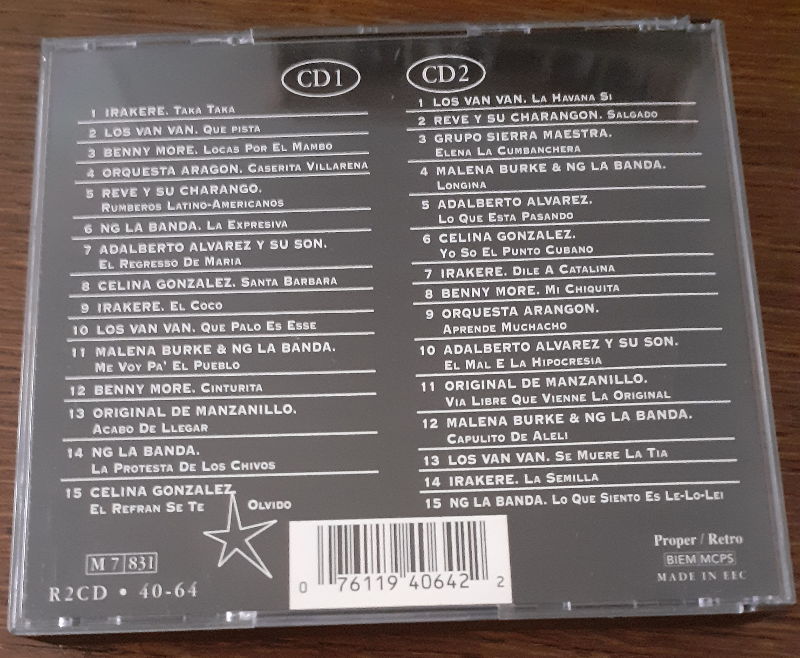 CD1
1 IRAKERE. TAKA TAKA
2 LOS VAN VAN. QUE PISTA
3 BENNY MORE. LOCAS POR EL MAMBO
4 ORQUESTA ARAGON. CASERITA VILLARENA
5 REVE Y SU CHARANGO.
RUMBEROS LATINO-AMERICANOS
6 NG LA BANDA. LA EXPRESIVA
7 ADALBERTO ALVAREZ Y SU SON.
EL REGRESSO DE MARIA
8 CELINA GONZALEZ. SANTA BARBARA
9 IRAKERE. EL COCO
10 LOS VAN VAN. QUE PALO ES ESSE
11 MALENA BURKE & NG LA BANDA.
ME VOY PA' EL PUEBLO
12 BENNY MORE. CINTURITA
13 ORIGINAL DE MANZANILLO.
ACABO DE LLEGAR
14 NG LA BANDA.
LA PROTESTA DE LOS CHIVOS
15 CELINA GONZALEZ
EL REFRAN SE TE OLVIDO
CD2
1 LOS VAN VAN. LA HAVANA SI
2 REVE Y SU CHARANGON. SALGADO
3 GRUPO SIERRA MAESTRA.
ELENA LA CUMBANCHERA
4 MALENA BURKE & NG LA BANDA.
LONGINA
5 ADALBERTO ALVAREZ.
LO QUE ESTA PASANDO
6 CELINA GONZALEZ.
YO SO EL PUNTO CUBANO
7 IRAKERE. DILE A CATALINA
8 BENNY MORE. MI CHIQUITA
9 ORQUESTA ARANGON.
APRENDE MUCHACHO
10 ADALBERTO ALVAREZ Y SU SON.
EL MAL E LA HIPOCRESIA
11 ORIGINAL DE MANZANILLO.
VIA LIBRE QUE VIENNE LA ORIGINAL
12 MALENA BURKE & NG LA BANDA.
CAPULITO DE ALELI
13 LOS VAN VAN. SE MUERE LA TIA
14 IRAKERE. LA SEMILLA
15 NG LA BANDA. LO QUE SIENTO ES LE-LO-LEI
M7 831
R2CD • 40-64
0 76119 40642 2
Proper / Retro
BIEM MCPS
MADE IN EEC